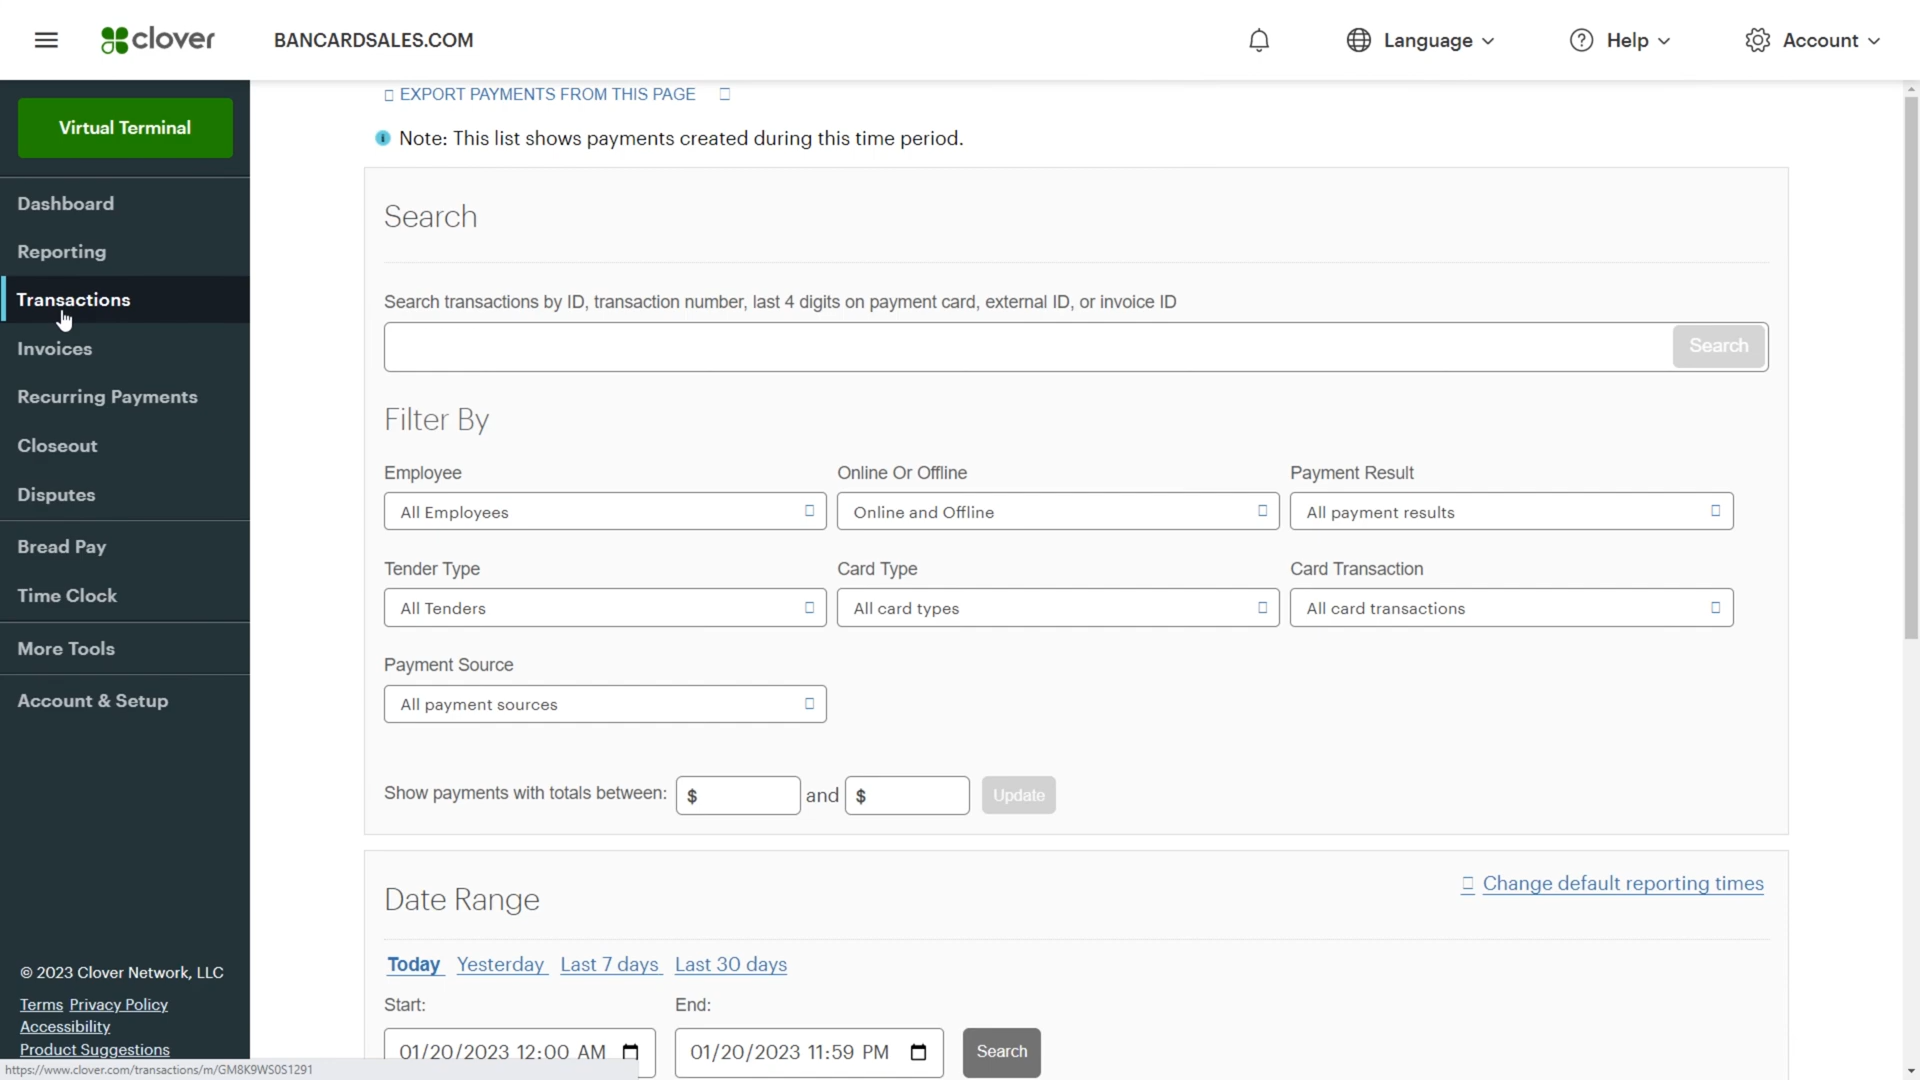 clover
BANCARDSALES.COM
Language
Help
Account
Virtual Terminal
Dashboard
Reporting
Transactions
Invoices
Recurring Payments
Closeout
Disputes
Bread Pay
Time Clock
More Tools
Account & Setup
© 2023 Clover Network, LLC
Terms Privacy Policy
Accessibility
Product Suggestions
https://www.clover.com/transactions/m/GM8K9WS0S1291
EXPORT PAYMENTS FROM THIS PAGE
Note: This list shows payments created during this time period.
Search
Search transactions by ID, transaction number, last 4 digits on payment card, external ID, or invoice ID
Search
Filter By
Employee Online Or Offline Payment Result
All Employees Online and Offline All payment results
Tender Type Card Type Card Transaction
All Tenders All card types All card transactions
Payment Source
All payment sources
Show payments with totals between: $ and $ Update
Date Range Change default reporting times
Today Yesterday Last 7 days Last 30 days
Start: End:
01/20/2023 12:00 AM 01/20/2023 11:59 PM Search